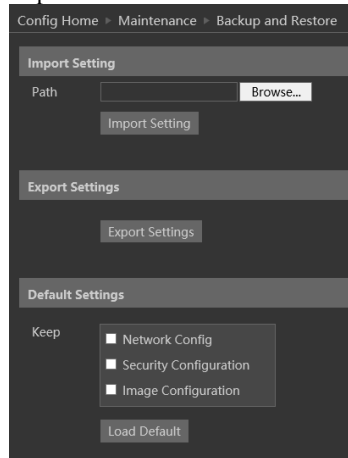 Config Home ▶ Maintenance ▶ Backup and Restore
Import Setting
Path Browse...
Import Setting
Export Settings
Export Settings
Default Settings
Keep
Network Config
Security Configuration
Image Configuration
Load Default